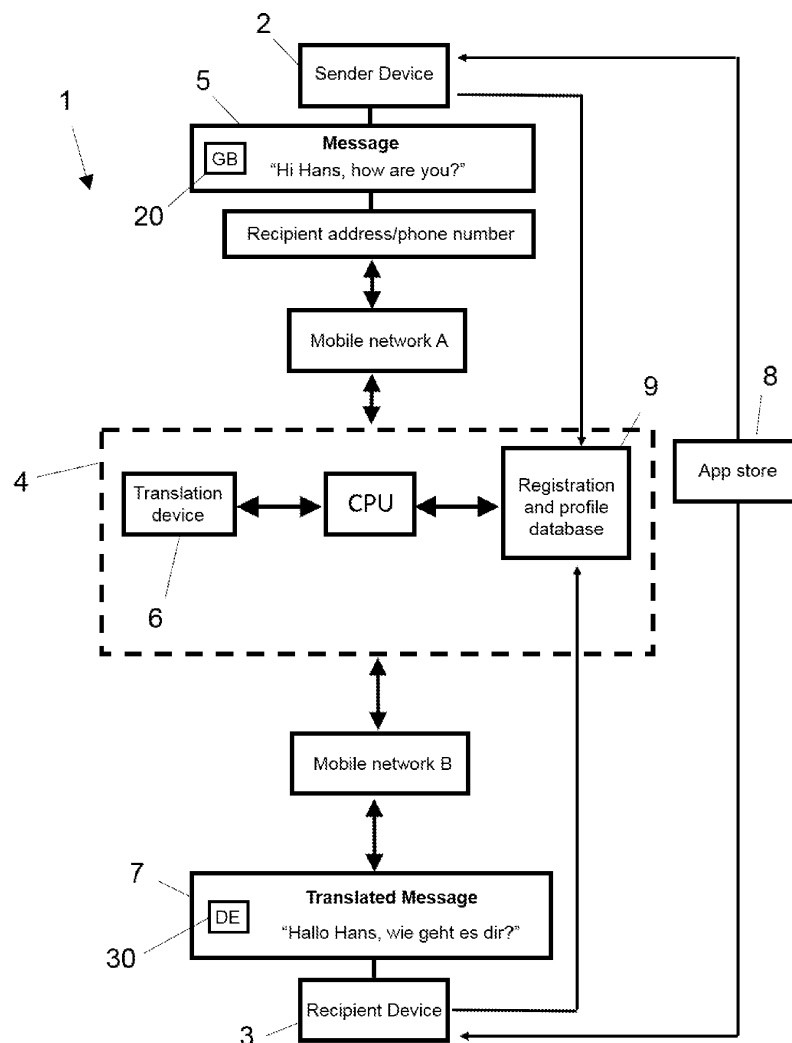 2
Sender Device
5
1
Message
GB
“Hi Hans, how are you?”
20
Recipient address/phone number
Mobile network A
8
9
4
App store
Translation
device
CPU
Registration
and profile
database
6
Mobile network B
7
Translated Message
DE
“Hallo Hans, wie geht es dir?”
30
Recipient Device
3